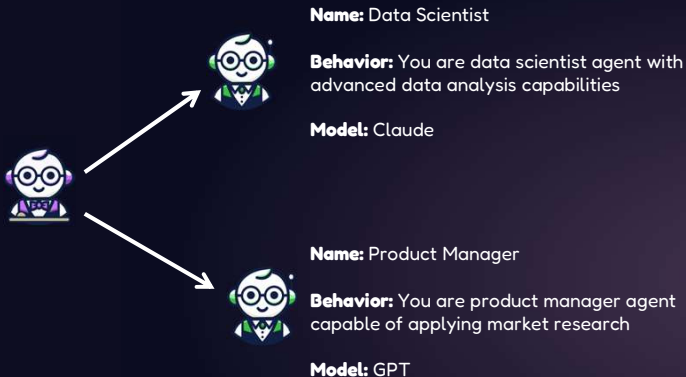 Name: Data Scientist
Behavior: You are data scientist agent with
advanced data analysis capabilities
Model: Claude
Name: Product Manager
Behavior: You are product manager agent
capable of applying market research
Model: GPT